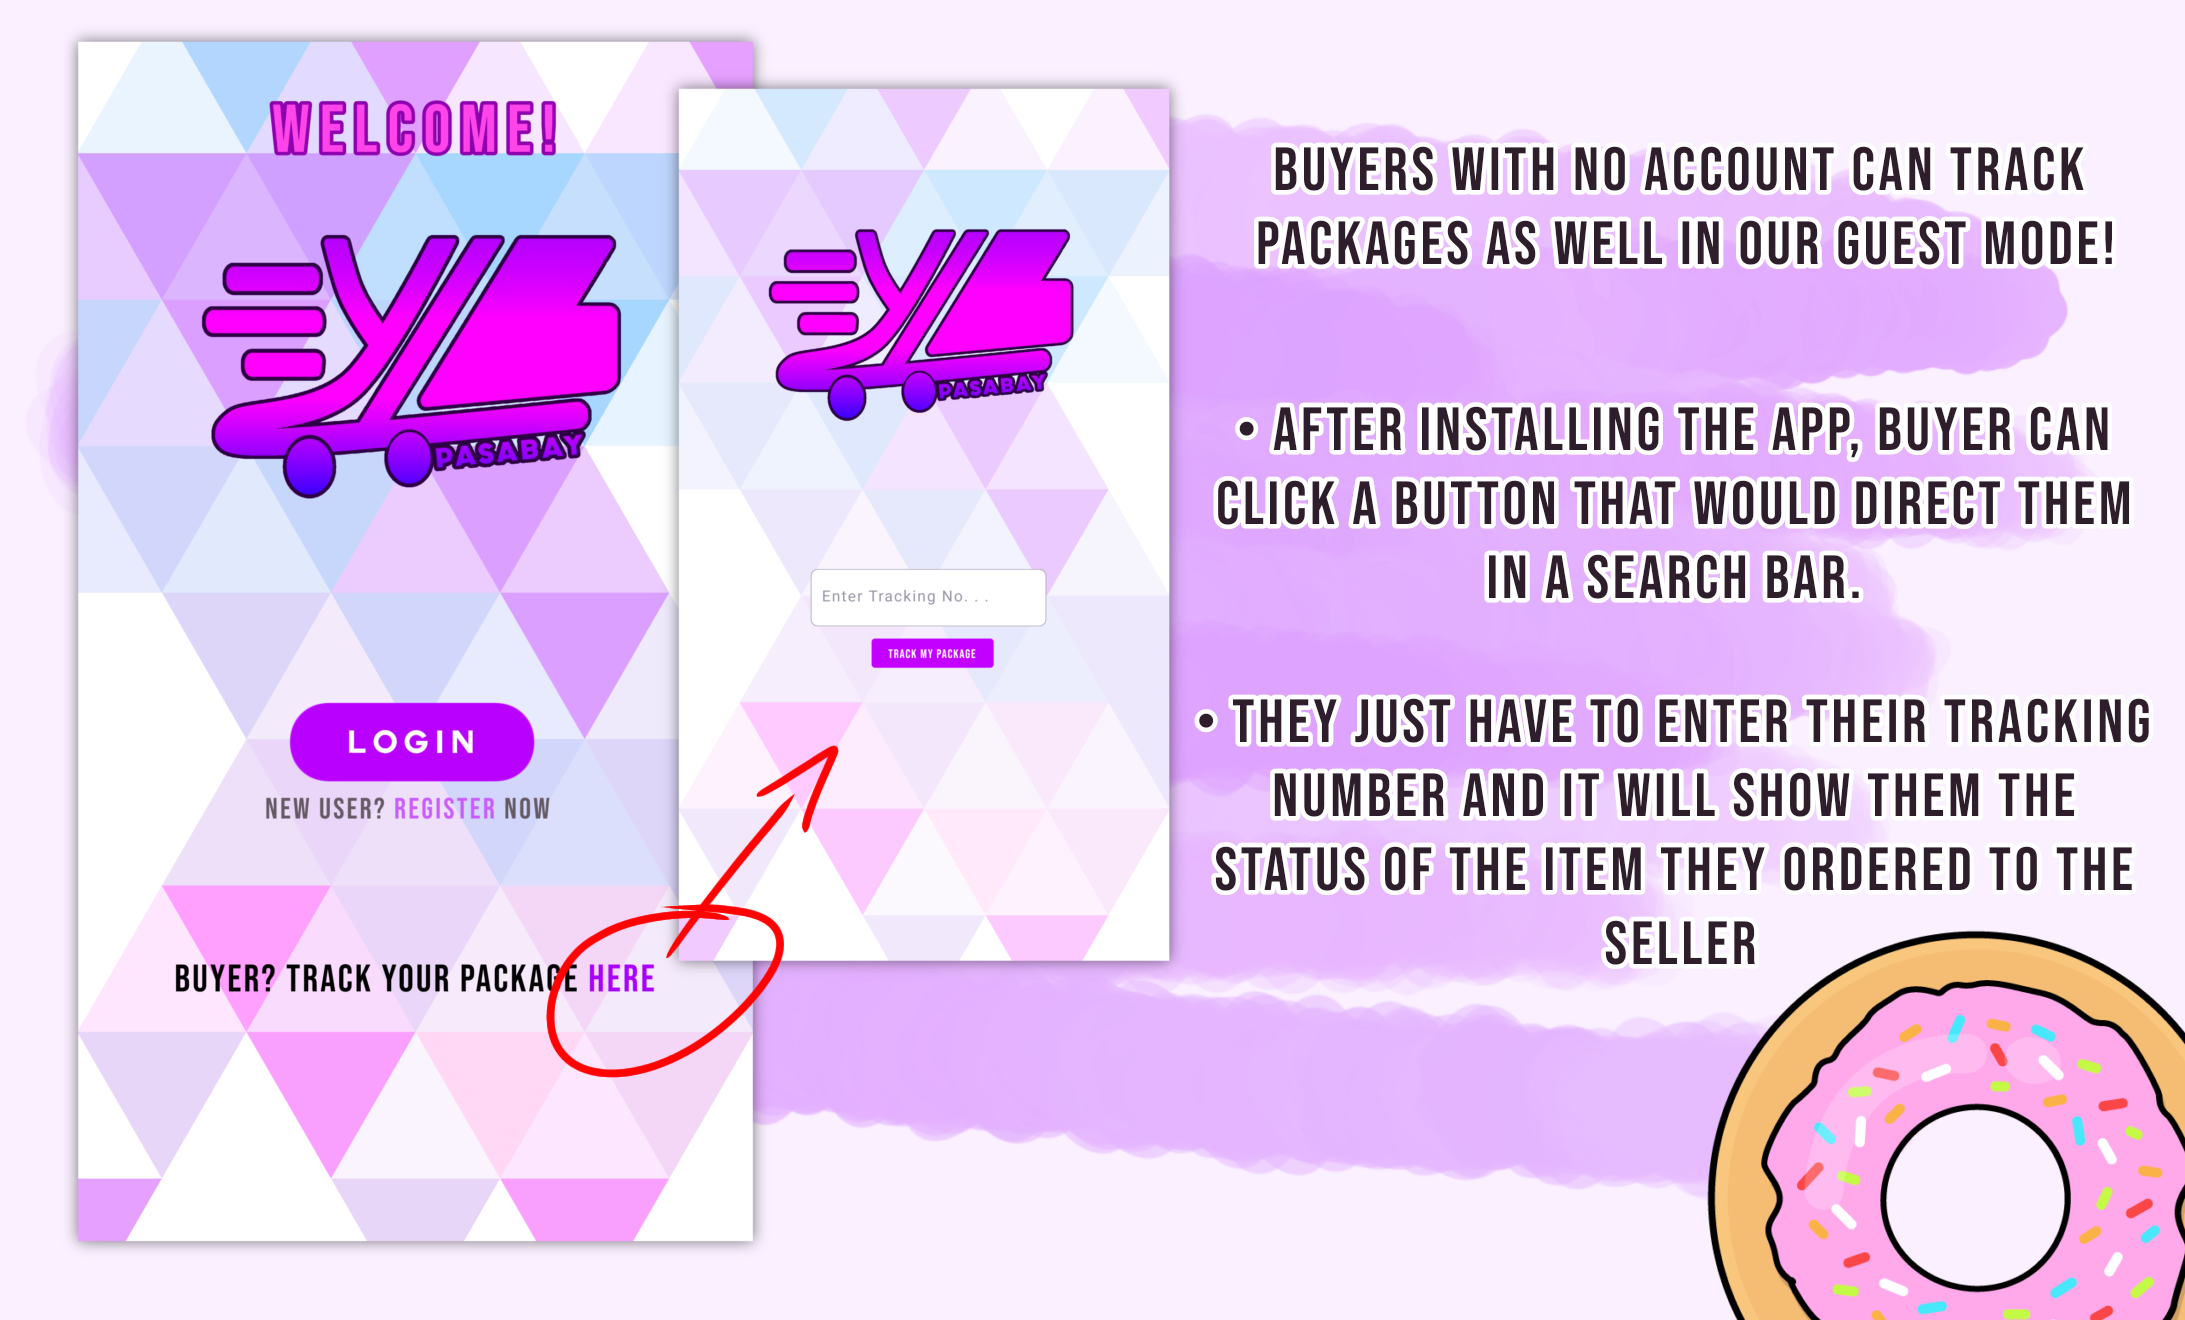 WELCOME!
PASABAY
LOGIN
NEW USER? REGISTER NOW
BUYER? TRACK YOUR PACKAGE HERE
PASABAY
Enter Tracking No. . .
TRACK MY PACKAGE
BUYERS WITH NO ACCOUNT CAN TRACK
PACKAGES AS WELL IN OUR GUEST MODE!
• AFTER INSTALLING THE APP, BUYER CAN
CLICK A BUTTON THAT WOULD DIRECT THEM
IN A SEARCH BAR.
• THEY JUST HAVE TO ENTER THEIR TRACKING
NUMBER AND IT WILL SHOW THEM THE
STATUS OF THE ITEM THEY ORDERED TO THE
SELLER